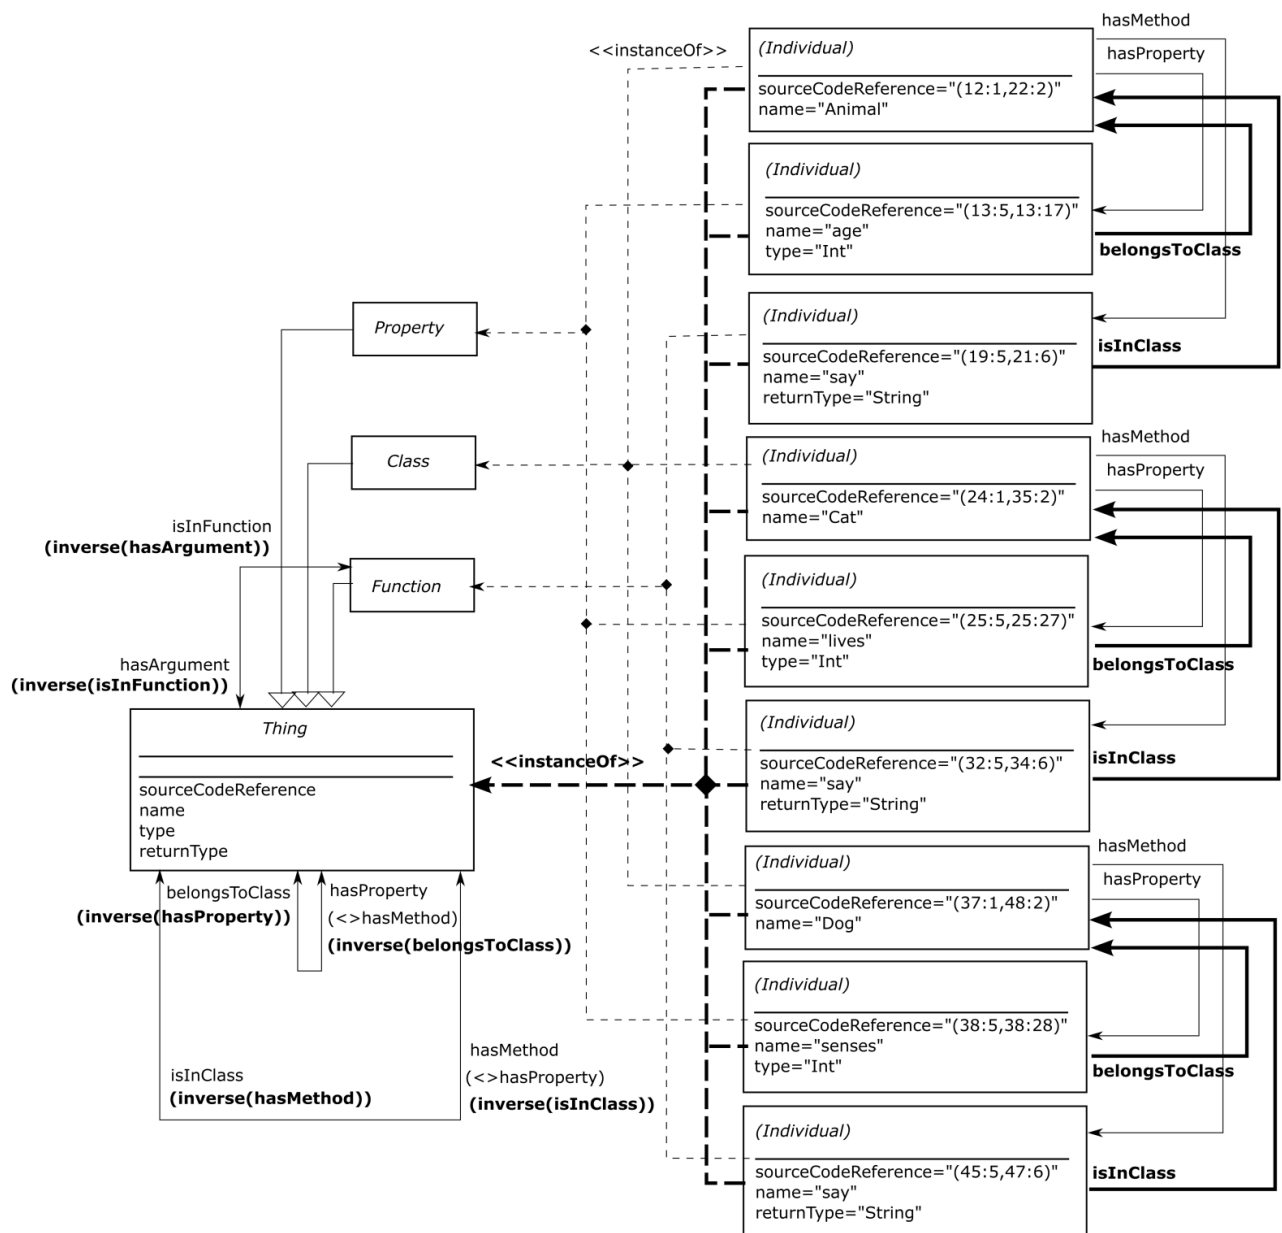 hasMethod
<<instanceOf>>
(Individual)
hasProperty
sourceCodeReference="(12:1,22:2)"
name="Animal"
(Individual)
sourceCodeReference="(13:5,13:17)"
name="age"
type="Int"
belongsToClass
(Individual)
sourceCodeReference="(19:5,21:6)"
name="say"
returnType="String"
isInClass
Property
Class
hasMethod
(Individual)
hasProperty
sourceCodeReference="(24:1,35:2)"
name="Cat"
isInFunction
(inverse(hasArgument))
Function
(Individual)
sourceCodeReference="(25:5,25:27)"
name="lives"
type="Int"
belongsToClass
hasArgument
(inverse(isInFunction))
Thing
sourceCodeReference
name
type
returnType
<<instanceOf>>
(Individual)
sourceCodeReference="(32:5,34:6)"
name="say"
returnType="String"
isInClass
hasMethod
(Individual)
hasProperty
sourceCodeReference="(37:1,48:2)"
name="Dog"
belongsToClass
(inverse(hasProperty))
hasProperty
(<>hasMethod)
(inverse(belongsToClass))
(Individual)
sourceCodeReference="(38:5,38:28)"
name="senses"
type="Int"
belongsToClass
isInClass
(inverse(hasMethod))
hasMethod
(<>hasProperty)
(inverse(isInClass))
(Individual)
sourceCodeReference="(45:5,47:6)"
name="say"
returnType="String"
isInClass